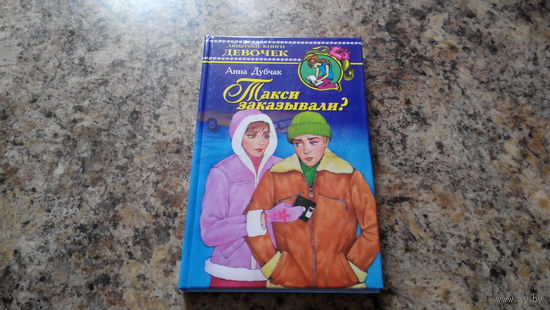 ЛЮБИМЫЕ КНИГИ
ДЕВОЧЕК
Анна Дубчак
Такси
заказывали?
www.ay.by